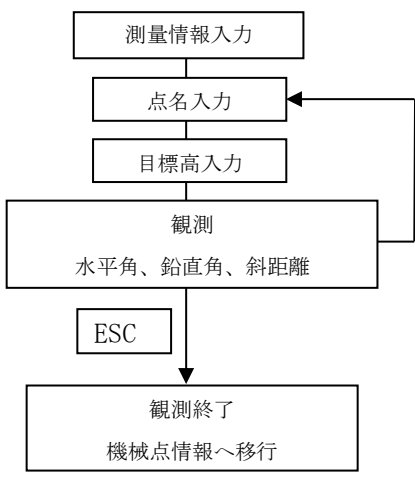 測量情報入力
点名入力
目標高入力
観測
水平角、鉛直角、斜距離
ESC
観測終了
機械点情報へ移行